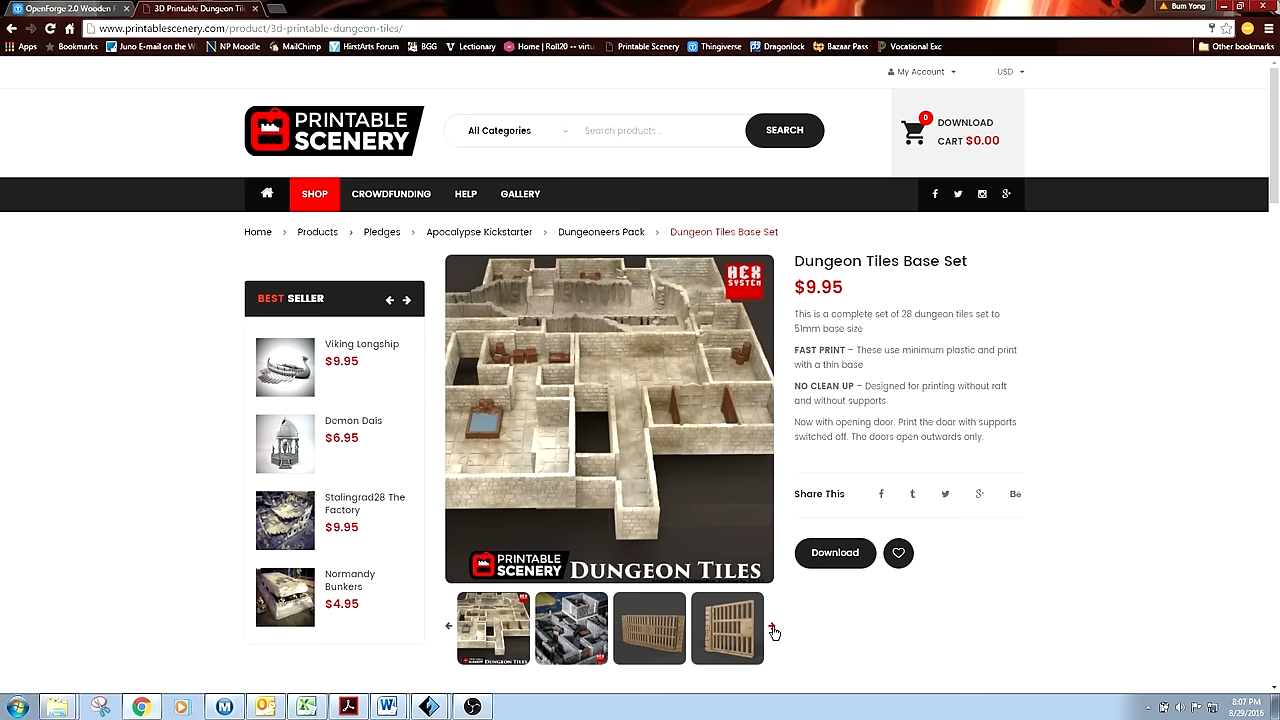 OpenForge 2.0 Wooden
3D Printable Dungeon Til
Bum Yong
www.printablescenery.com/product/3d-printable-dungeon-tiles/
Apps
Bookmarks
Juno E-mail on the W
NP Moodle
MailChimp
HirstArts Forum
BGG
Lectionary
Home | Roll20 -- virtu
Printable Scenery
Thingiverse
Dragonlock
Bazaar Pass
Vocational Exc
Other bookmarks
My Account
USD
PRINTABLE
SCENERY
All Categories
Search products...
SEARCH
0
DOWNLOAD
CART $0.00
SHOP
CROWDFUNDING
HELP
GALLERY
Home › Products › Pledges › Apocalypse Kickstarter › Dungeoneers Pack › Dungeon Tiles Base Set
BEST SELLER
Viking Longship
$9.95
Demon Dais
$6.95
Stalingrad28 The
Factory
$9.95
Normandy
Bunkers
$4.95
HEX
SYSTEM
PRINTABLE
SCENERY
DUNGEON TILES
Dungeon Tiles Base Set
$9.95
This is a complete set of 28 dungeon tiles set to
51mm base size
FAST PRINT – These use minimum plastic and print
with a thin base
NO CLEAN UP – Designed for printing without raft
and without supports
Now with opening door. Print the door with supports
switched off. The doors open outwards only.
Share This
Download
DUNGEON TILES
8:07 PM
8/29/2016